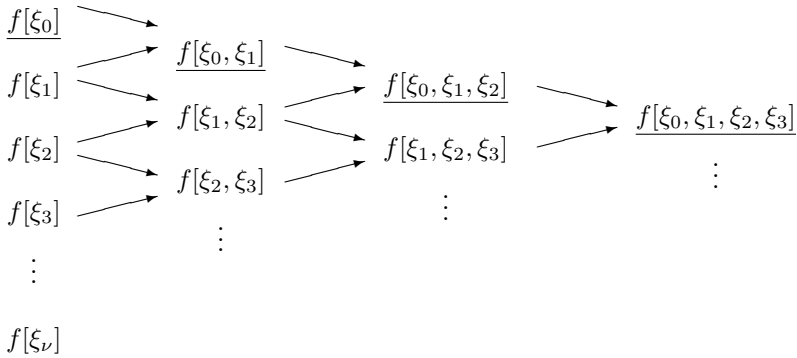 f[ξ₀]
f[ξ₀, ξ₁]
f[ξ₁]
f[ξ₀, ξ₁, ξ₂]
f[ξ₁, ξ₂]
f[ξ₀, ξ₁, ξ₂, ξ₃]
f[ξ₂]
f[ξ₁, ξ₂, ξ₃]
f[ξ₂, ξ₃]
⋮
f[ξ₃]
⋮
⋮
⋮
f[ξ_ν]